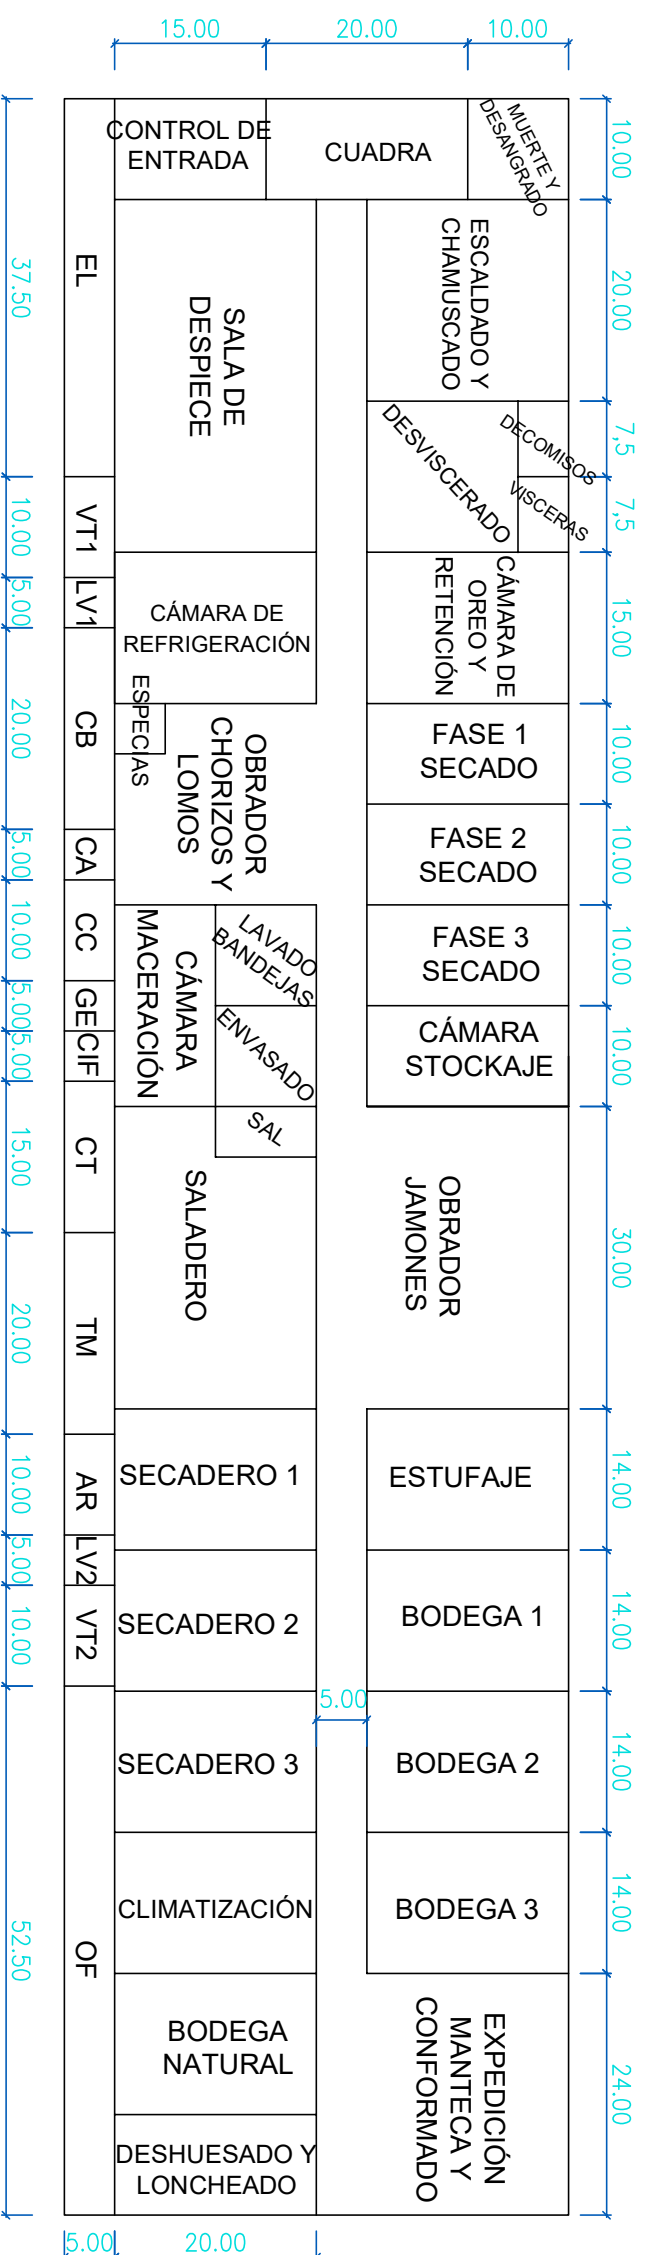 15.00
20.00
10.00
CONTROL DE
ENTRADA
CUADRA
MUERTE Y
DESANGRADO
10.00
EL
37.50
SALA DE
DESPIECE
ESCALDADO Y
CHAMUSCADO
20.00
DESVISCERADO
DECOMISOS
7,5
VISCERAS
7,5
VT1
10.00
LV1
5.00
CÁMARA DE
REFRIGERACIÓN
CÁMARA DE
OREO Y
RETENCIÓN
15.00
CB
20.00
ESPECIAS
OBRADOR
CHORIZOS Y
LOMOS
FASE 1
SECADO
10.00
CA
5.00
FASE 2
SECADO
10.00
CC
10.00
CÁMARA
MACERACIÓN
LAVADO
BANDEJAS
FASE 3
SECADO
10.00
GE
5.00
CIF
5.00
ENVASADO
CÁMARA
STOCKAJE
10.00
CT
15.00
SAL
SALADERO
OBRADOR
JAMONES
30.00
TM
20.00
AR
10.00
SECADERO 1
ESTUFAJE
14.00
LV2
5.00
VT2
10.00
SECADERO 2
BODEGA 1
14.00
5.00
SECADERO 3
BODEGA 2
14.00
OF
52.50
CLIMATIZACIÓN
BODEGA 3
14.00
BODEGA
NATURAL
EXPEDICIÓN
MANTECA Y
CONFORMADO
24.00
DESHUESADO Y
LONCHEADO
5.00
20.00